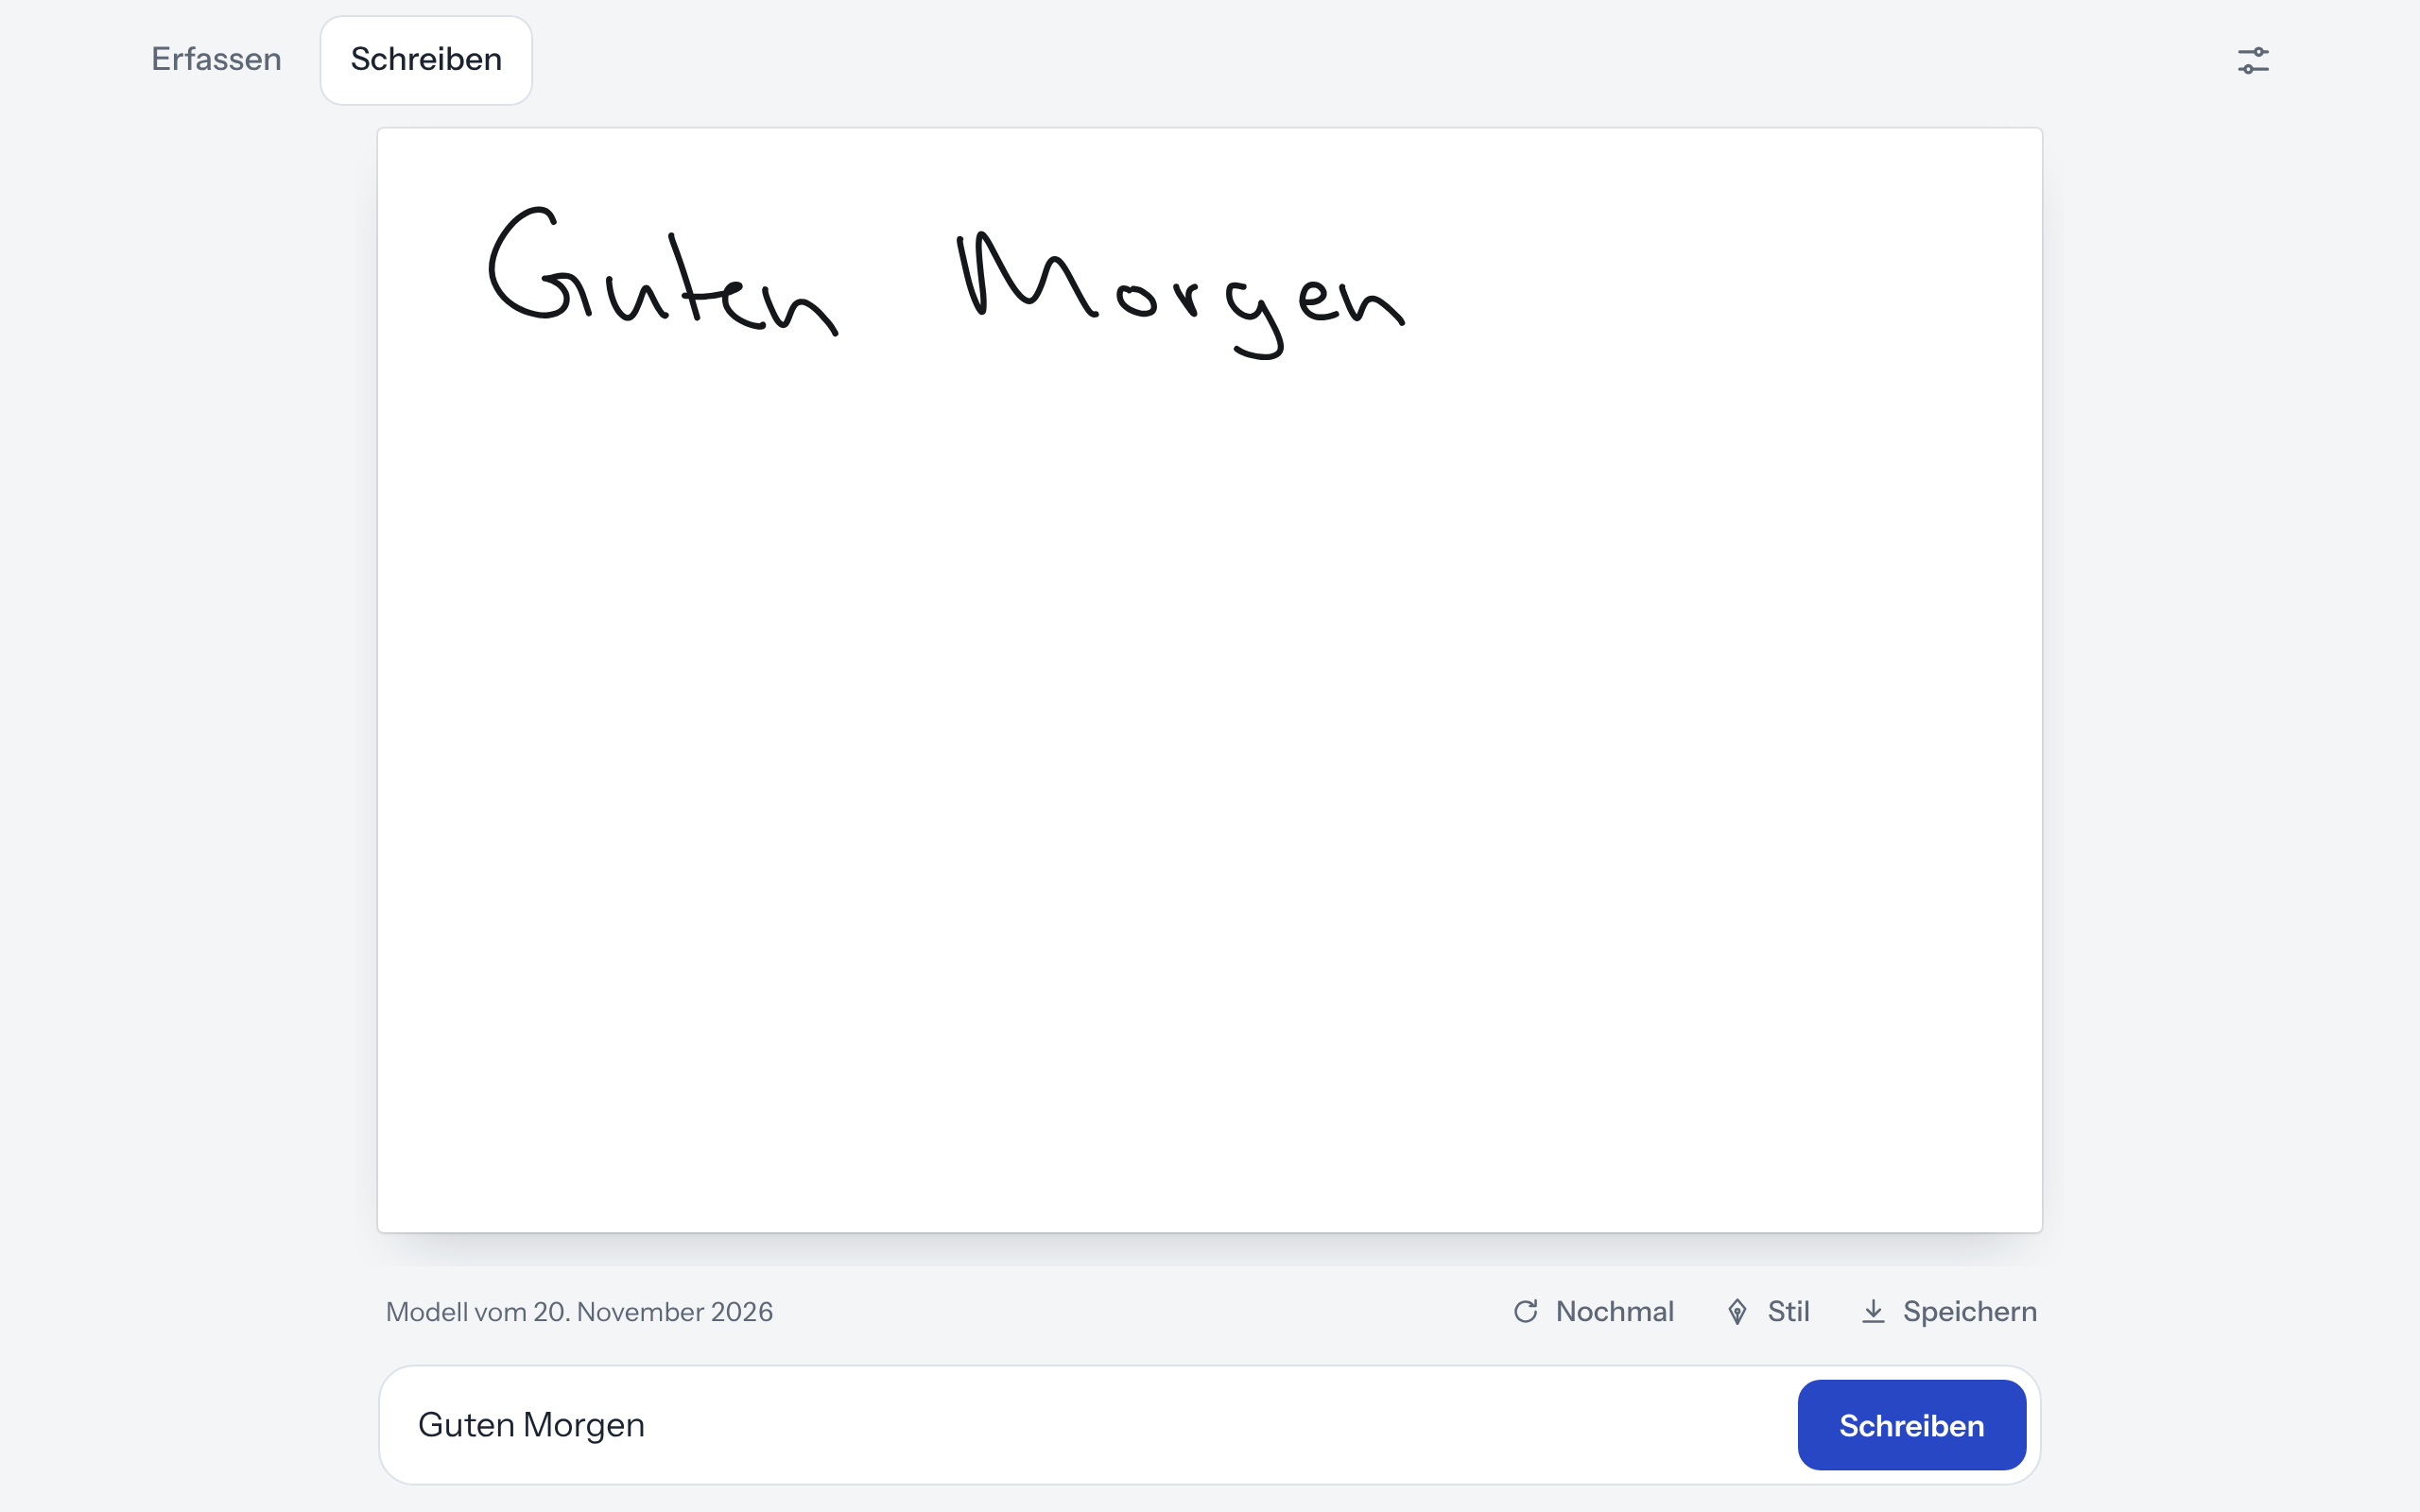 Erfassen Schreiben
Guten Morgen
Modell vom 20. November 2026 Nochmal Stil Speichern
Guten Morgen Schreiben